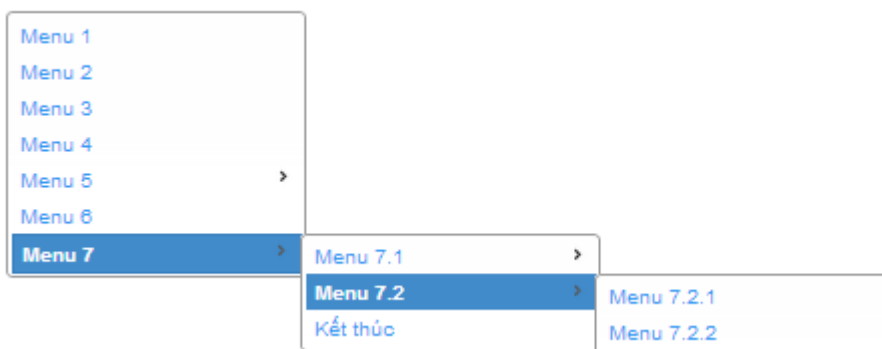 Menu 1
Menu 2
Menu 3
Menu 4
Menu 5
Menu 6
Menu 7
Menu 7.1
Menu 7.2
Kết thúc
Menu 7.2.1
Menu 7.2.2